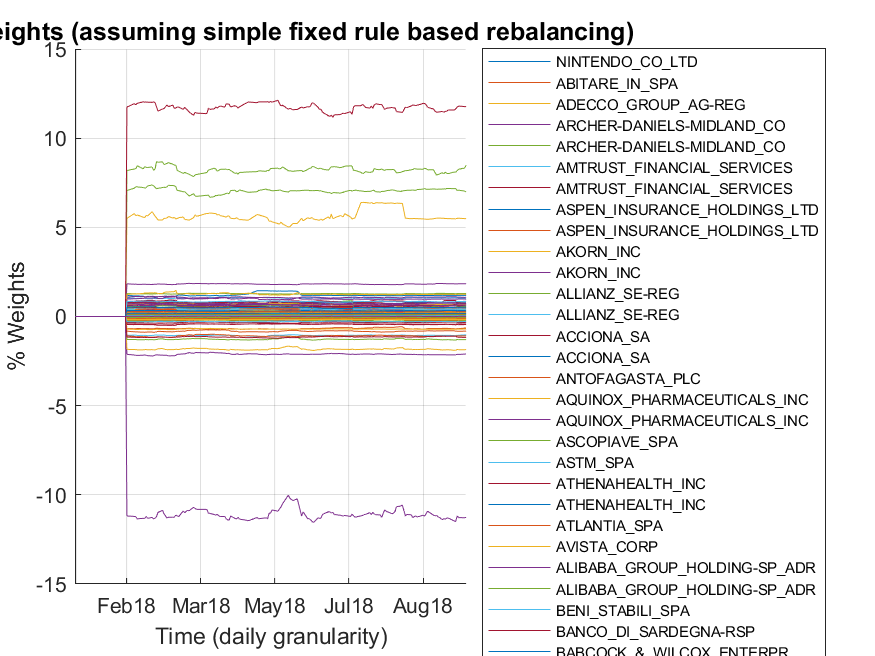 eights (assuming simple fixed rule based rebalancing)
15
10
5
0
-5
-10
-15
% Weights
Feb18 Mar18 May18 Jul18 Aug18
Time (daily granularity)
NINTENDO_CO_LTD
ABITARE_IN_SPA
ADECCO_GROUP_AG-REG
ARCHER-DANIELS-MIDLAND_CO
ARCHER-DANIELS-MIDLAND_CO
AMTRUST_FINANCIAL_SERVICES
AMTRUST_FINANCIAL_SERVICES
ASPEN_INSURANCE_HOLDINGS_LTD
ASPEN_INSURANCE_HOLDINGS_LTD
AKORN_INC
AKORN_INC
ALLIANZ_SE-REG
ALLIANZ_SE-REG
ACCIONA_SA
ACCIONA_SA
ANTOFAGASTA_PLC
AQUINOX_PHARMACEUTICALS_INC
AQUINOX_PHARMACEUTICALS_INC
ASCOPIAVE_SPA
ASTM_SPA
ATHENAHEALTH_INC
ATHENAHEALTH_INC
ATLANTIA_SPA
AVISTA_CORP
ALIBABA_GROUP_HOLDING-SP_ADR
ALIBABA_GROUP_HOLDING-SP_ADR
BENI_STABILI_SPA
BANCO_DI_SARDEGNA-RSP
BABCOCK_&_WILCOX_ENTERPR